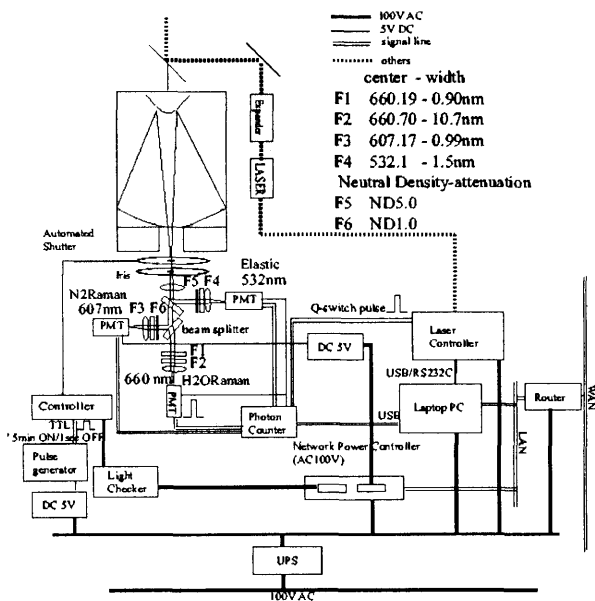 100V AC
5V DC
signal line
others
center - width
F1 660.19 - 0.90nm
F2 660.70 - 10.7nm
F3 607.17 - 0.99nm
F4 532.1 - 1.5nm
Neutral Density-attenuation
F5 ND5.0
F6 ND1.0
Expander
LASER
Automated
Shutter
Iris
F5 F4
Elastic
532nm
PMT
N2Raman
607nm
F3 F6
PMT
beam splitter
F1
F2
660 nm
H2ORaman
PMT
Q-switch pulse
DC 5V
Laser
Controller
USB/RS232C
Laptop PC
USB
Router
WAN
LAN
Photon
Counter
Network Power Controller
(AC100V)
Controller
TTL
5min ON/1sec OFF
Pulse
generator
Light
Checker
DC 5V
UPS
100V AC